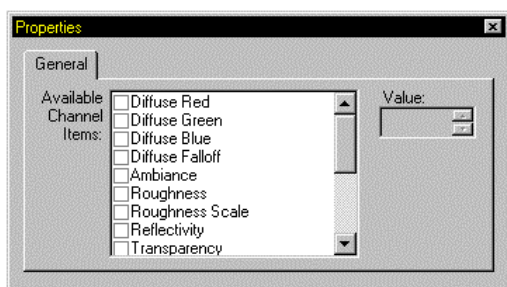 Properties
General
Available Channel Items:
Diffuse Red
Diffuse Green
Diffuse Blue
Diffuse Falloff
Ambiance
Roughness
Roughness Scale
Reflectivity
Transparency
Value: